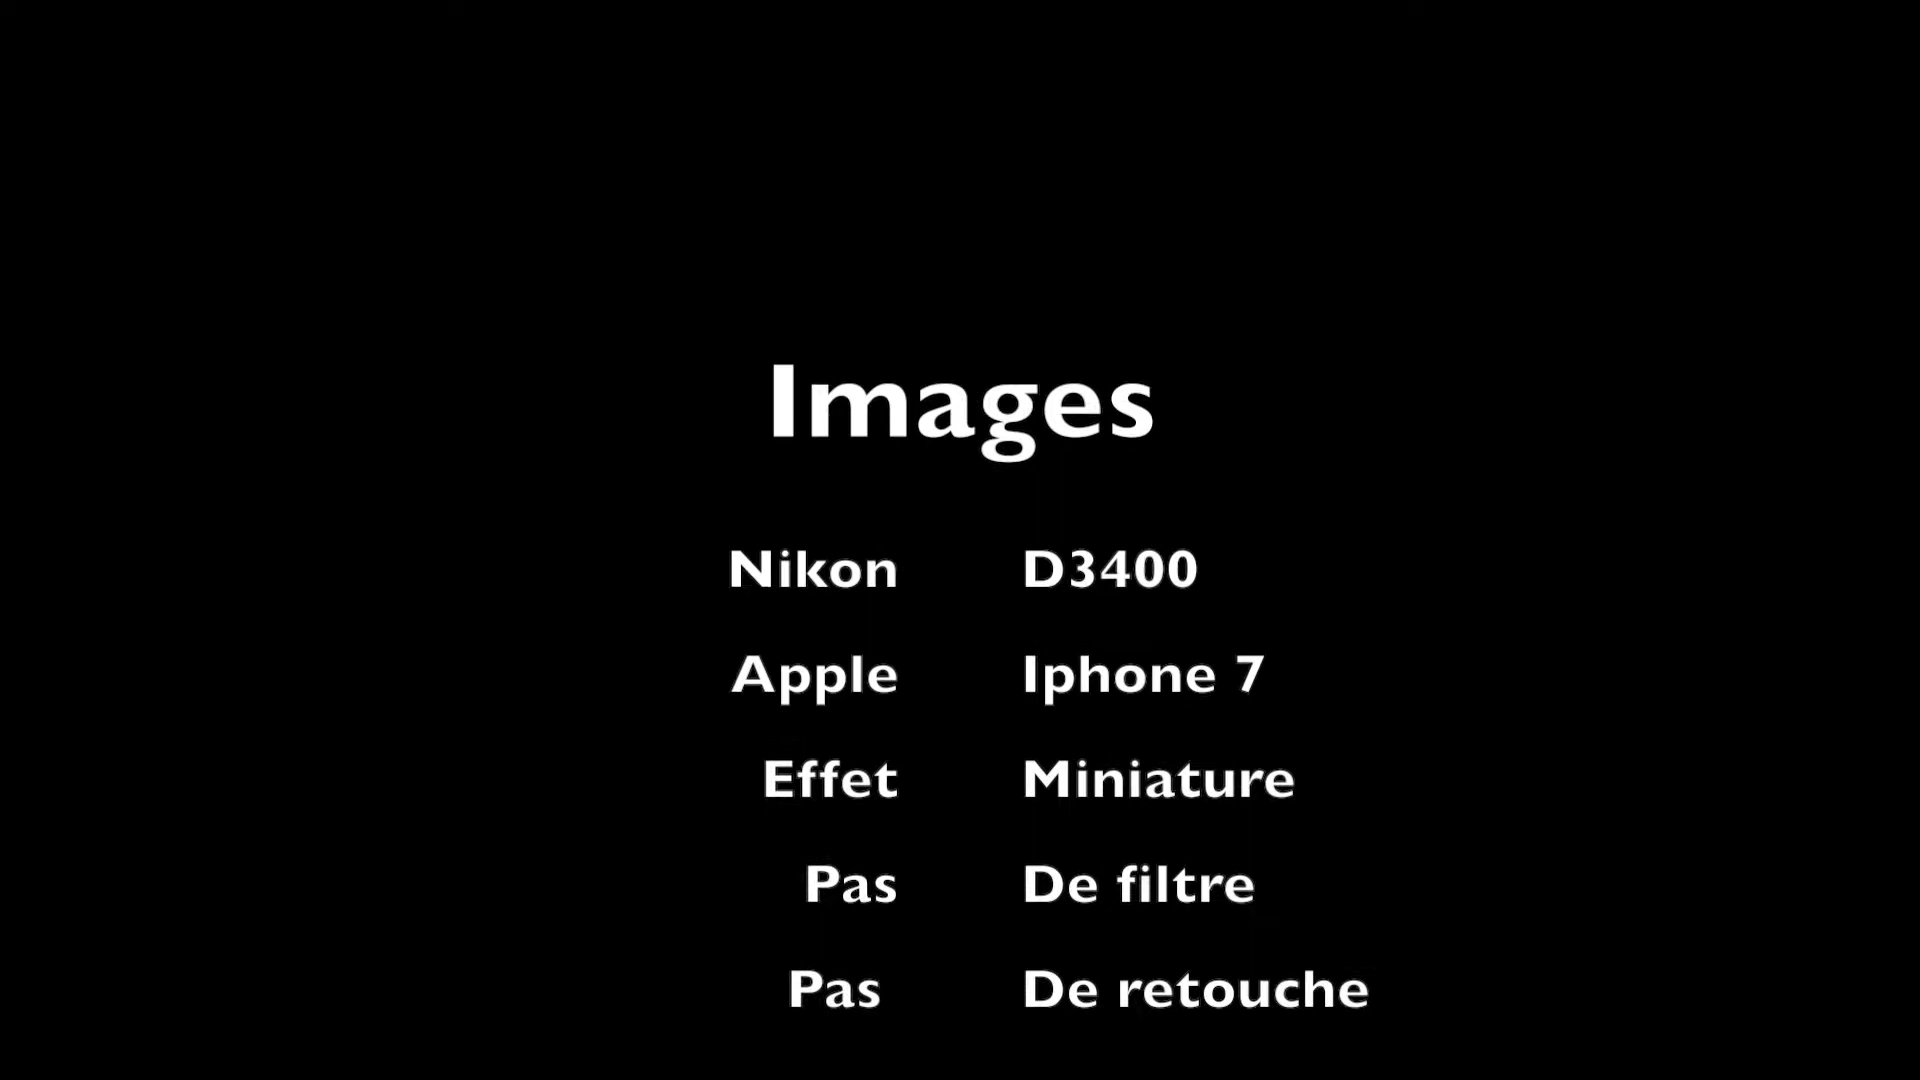 Images
Nikon D3400
Apple Iphone 7
Effet Miniature
Pas De filtre
Pas De retouche